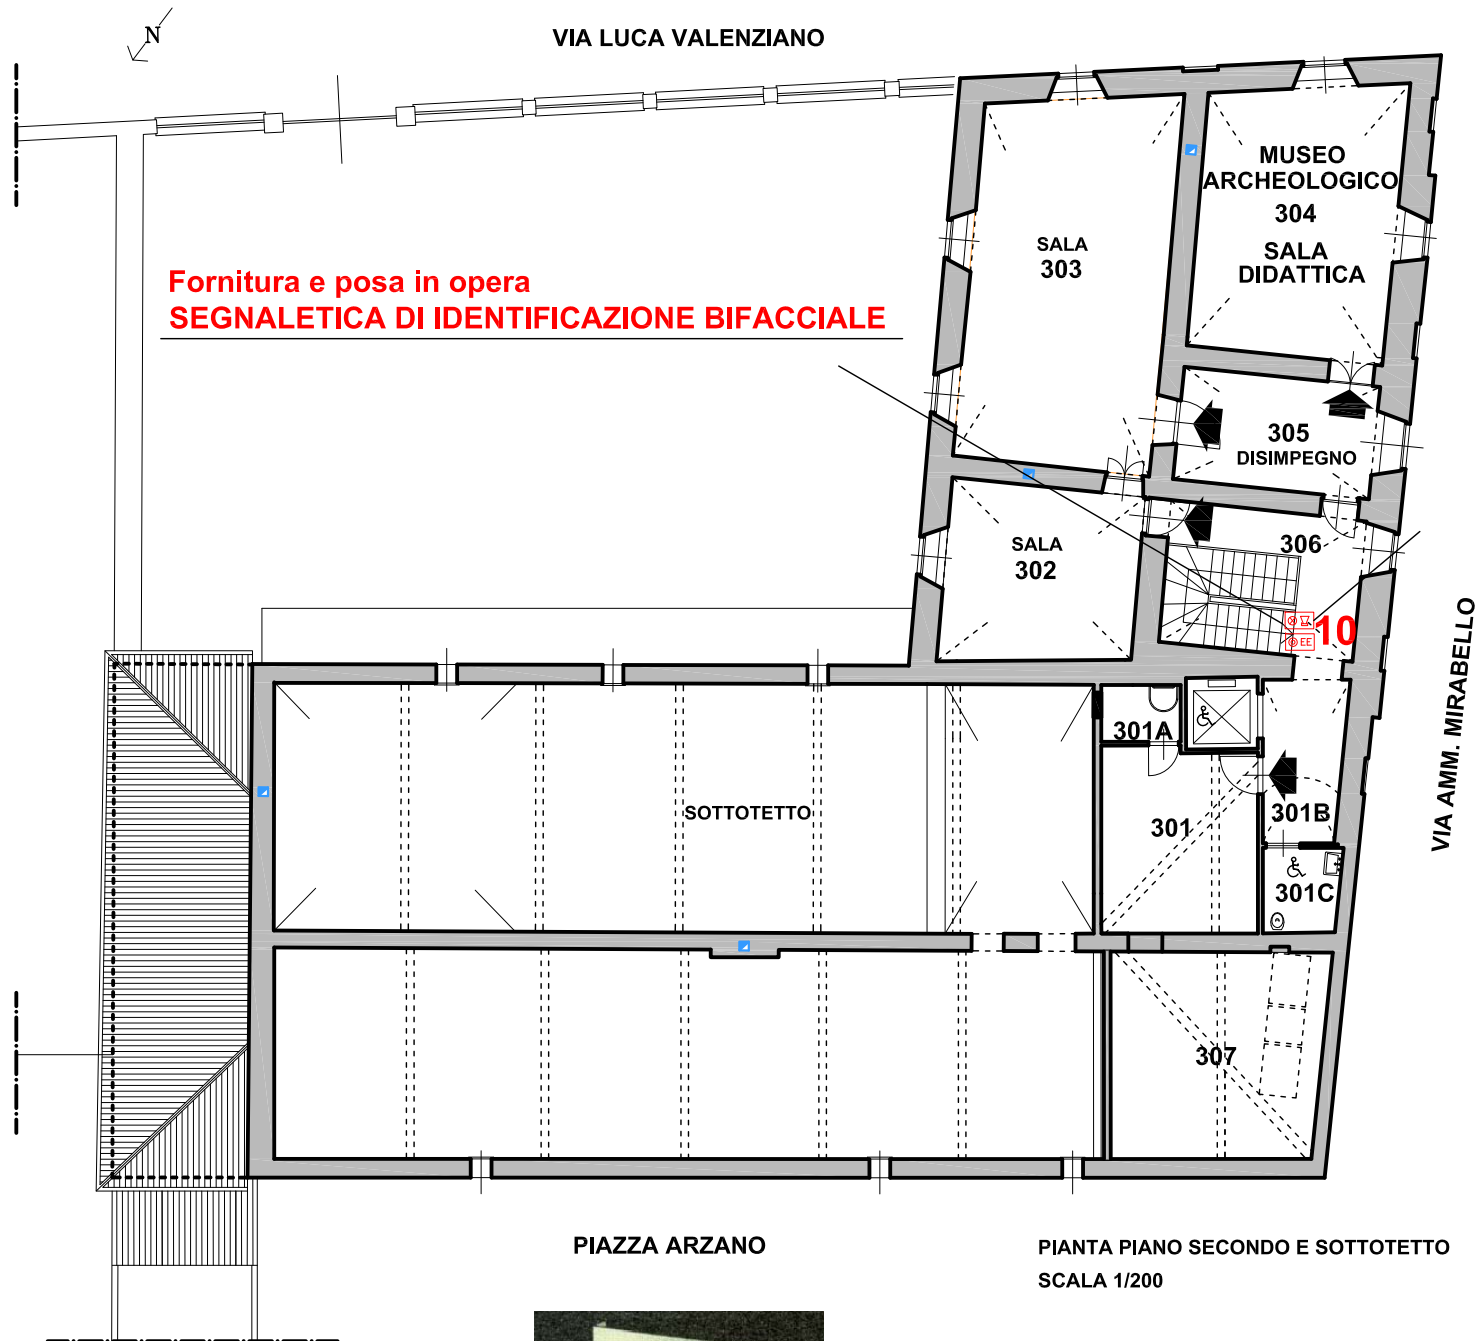 N
VIA LUCA VALENZIANO
MUSEO
ARCHEOLOGICO
304
SALA
DIDATTICA
SALA
303
Fornitura e posa in opera
SEGNALETICA DI IDENTIFICAZIONE BIFACCIALE
305
DISIMPEGNO
306
SALA
302
10
EE
VIA AMM. MIRABELLO
301A
SOTTOTETTO
301
301B
301C
307
PIAZZA ARZANO
PIANTA PIANO SECONDO E SOTTOTETTO
SCALA 1/200